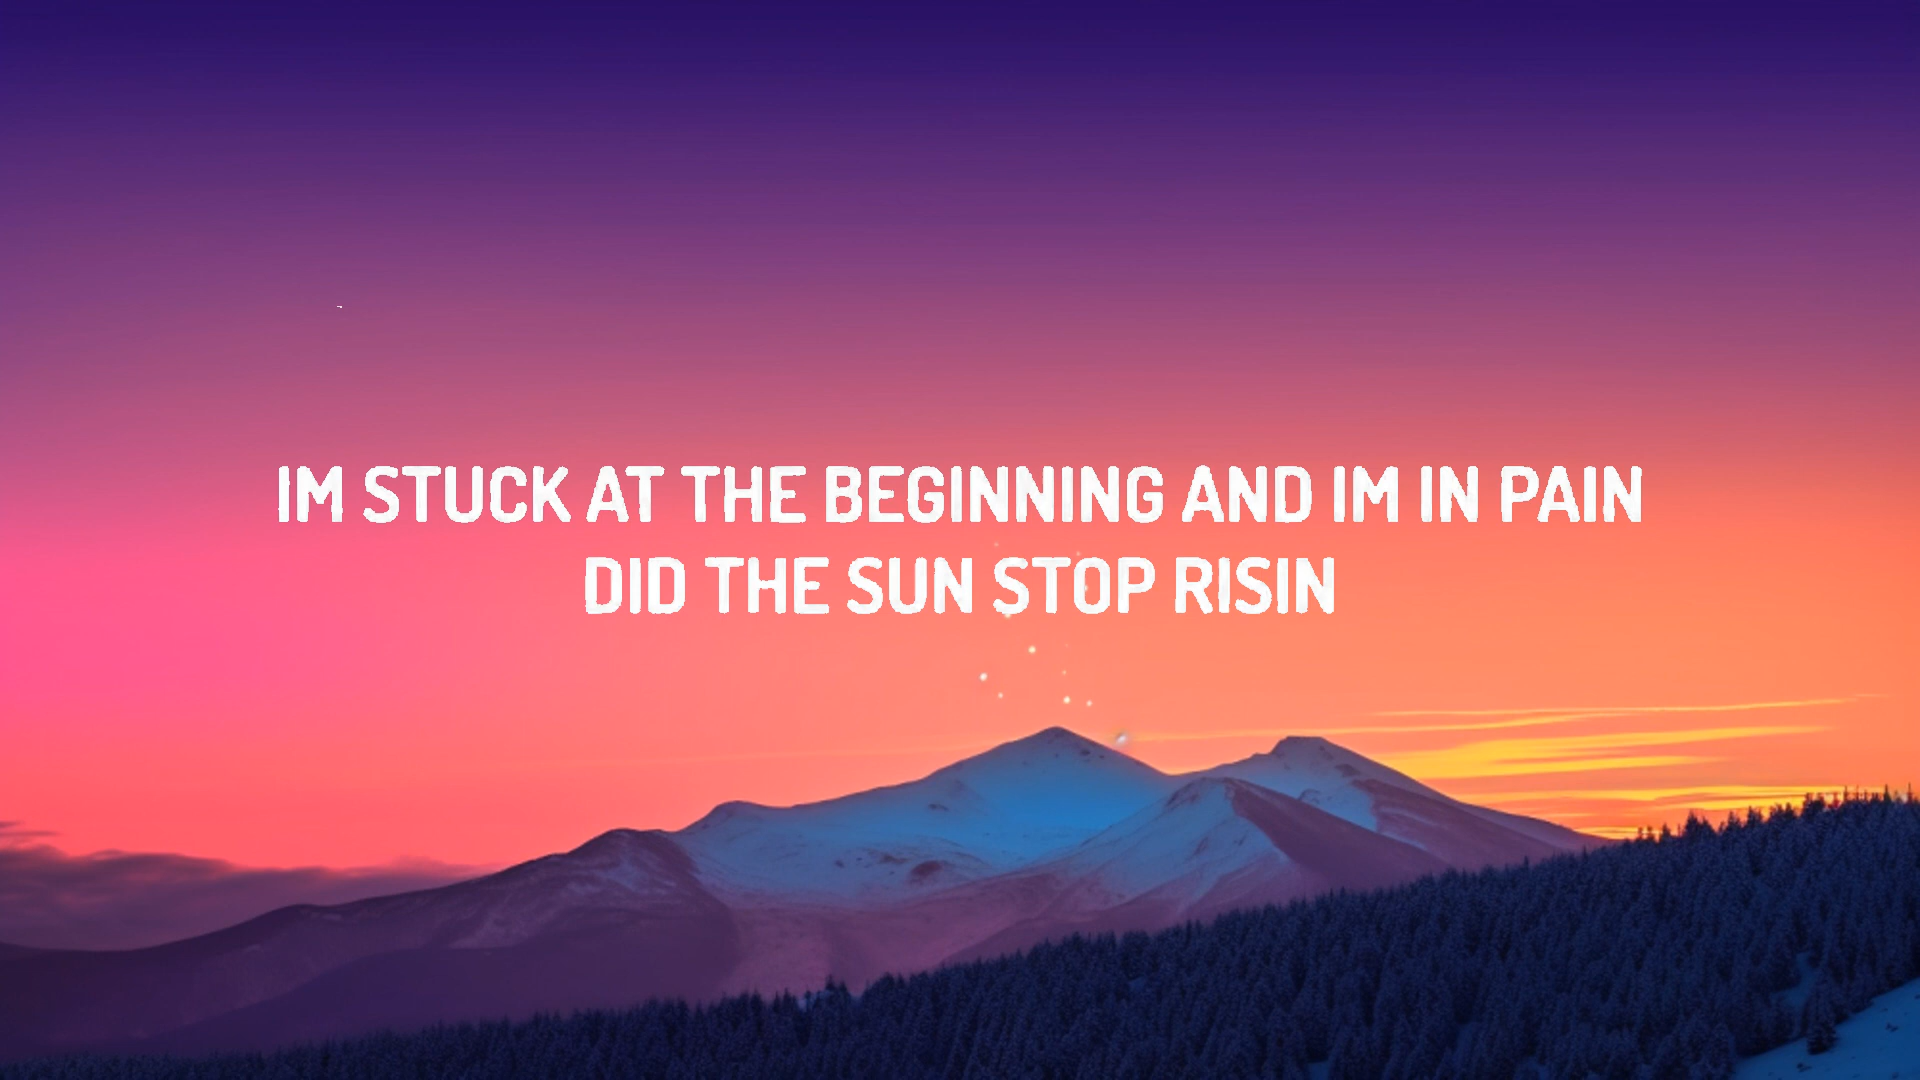 IM STUCK AT THE BEGINNING AND IM IN PAIN
DID THE SUN STOP RISIN